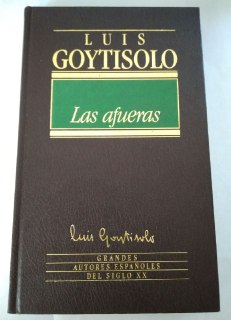 LUIS
GOYTISOLO
Las afueras
Luis Goytisolo
GRANDES
AUTORES ESPAÑOLES
DEL SIGLO XX